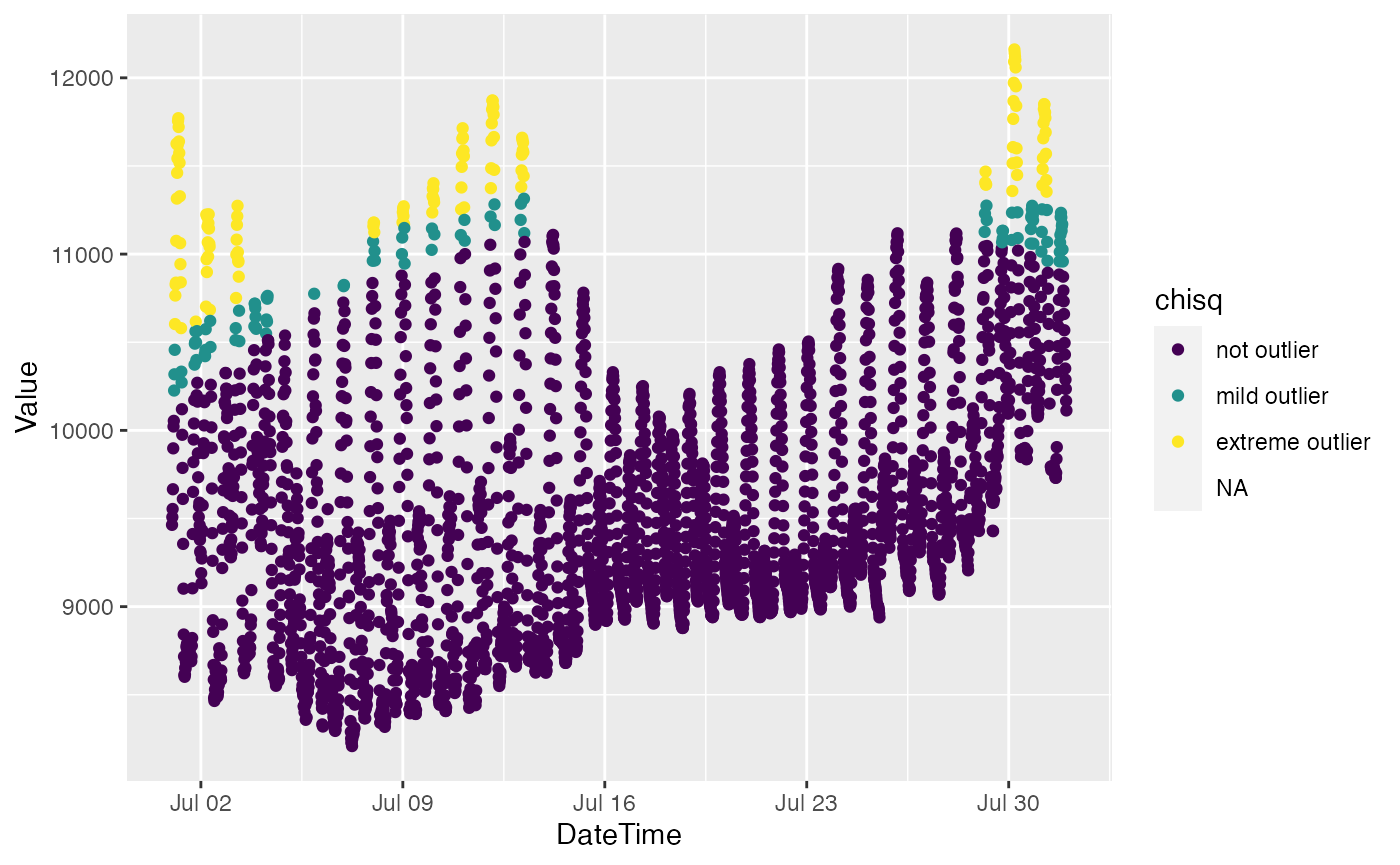 12000
11000
10000
9000
Value
Jul 02
Jul 09
Jul 16
Jul 23
Jul 30
DateTime
chisq
not outlier
mild outlier
extreme outlier
NA